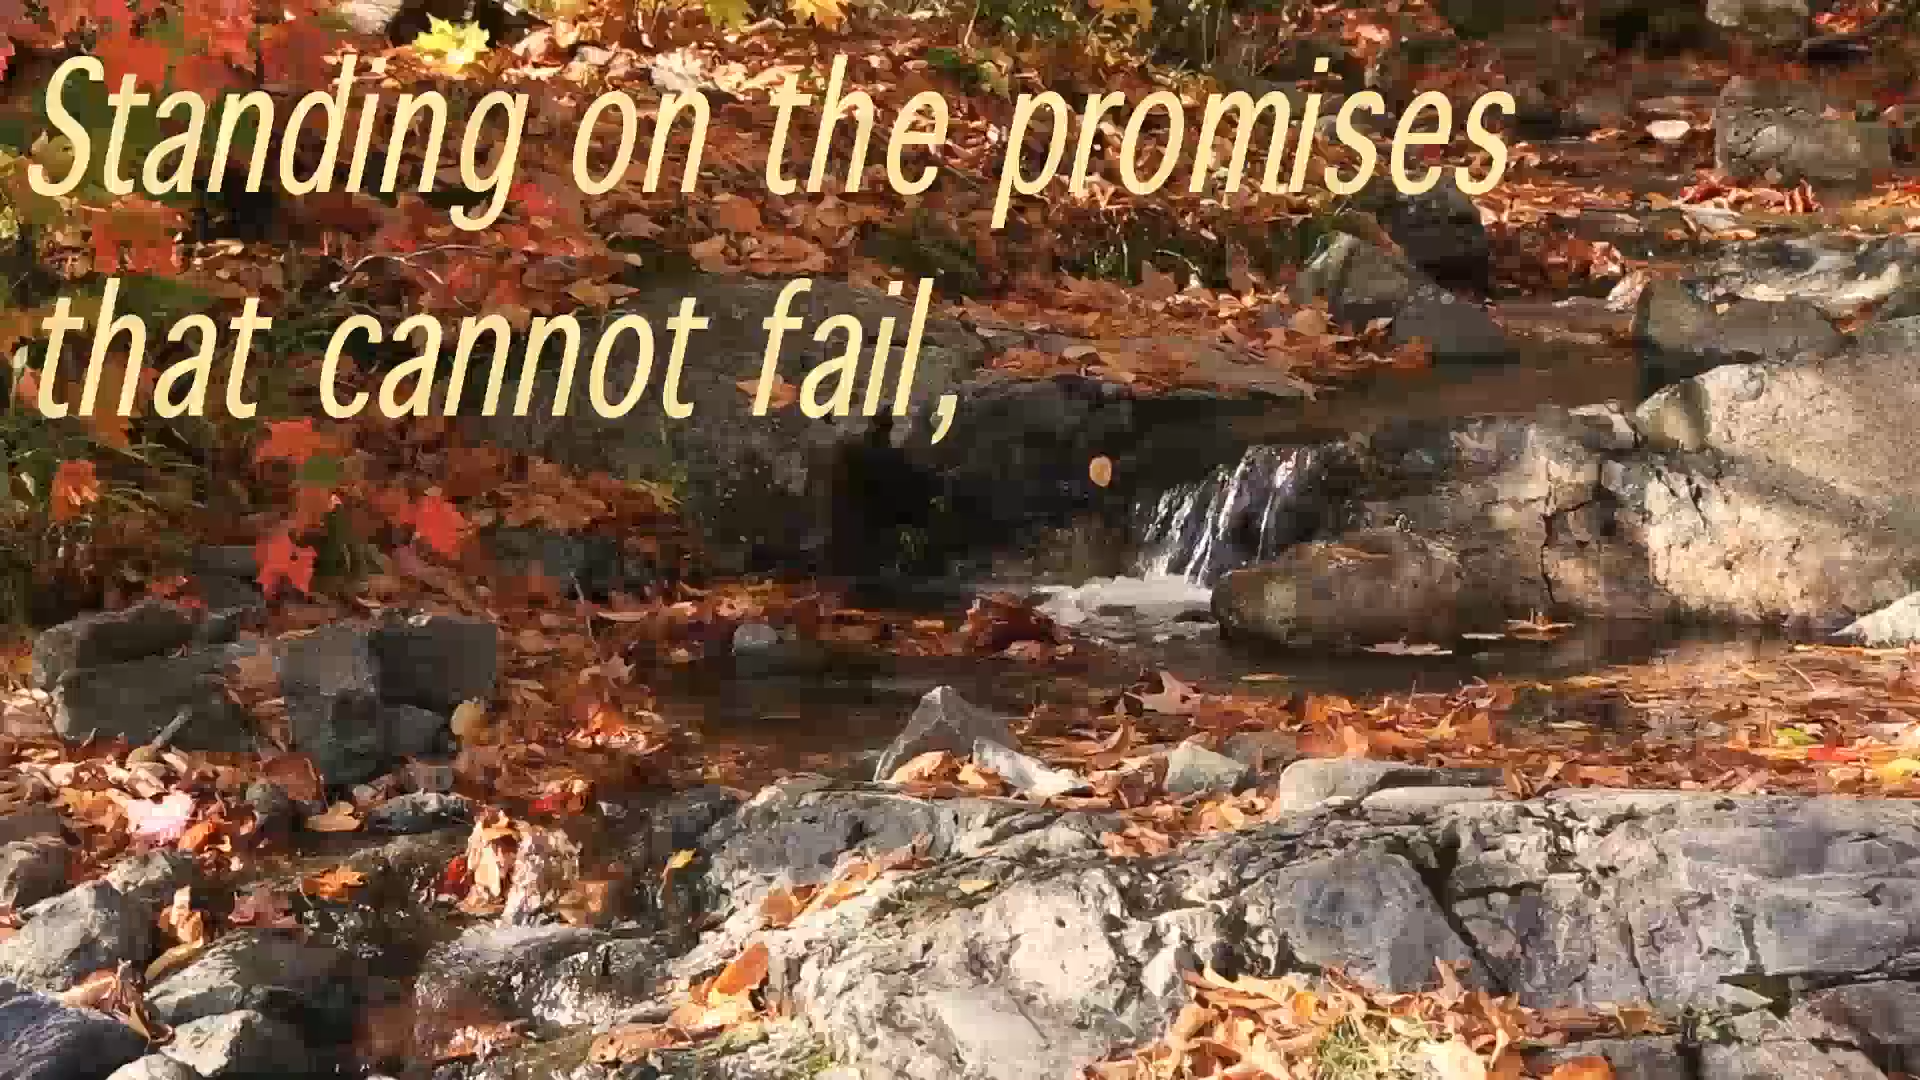 Standing on the promises
that cannot fail,